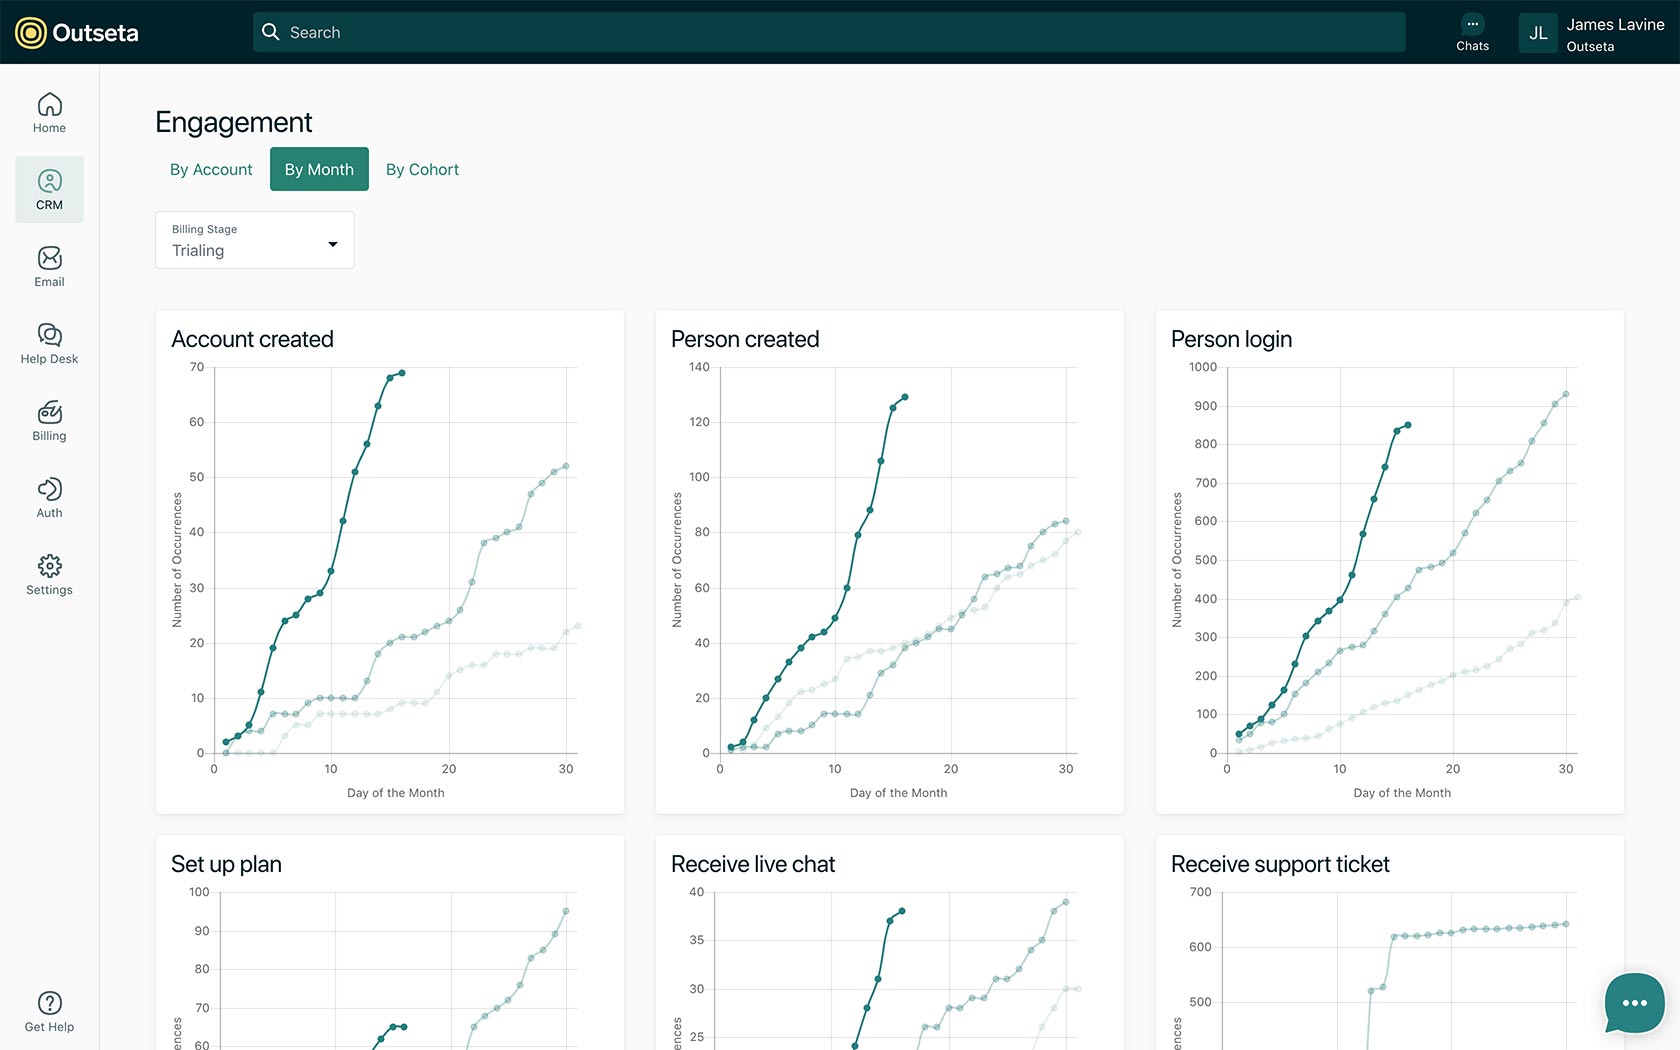 Outseta
Search
Chats
JL
James Lavine
Outseta
Home
CRM
Email
Help Desk
Billing
Auth
Settings
Get Help
Engagement
By Account
By Month
By Cohort
Billing Stage
Trialing
Account created
70
60
50
40
30
20
10
0
Number of Occurrences
0 10 20 30
Day of the Month
Person created
140
120
100
80
60
40
20
0
Number of Occurrences
0 10 20 30
Day of the Month
Person login
1000
900
800
700
600
500
400
300
200
100
0
Number of Occurrences
0 10 20 30
Day of the Month
Set up plan
100
90
80
70
60
ences
Receive live chat
40
35
30
25
ences
Receive support ticket
700
600
500
ences